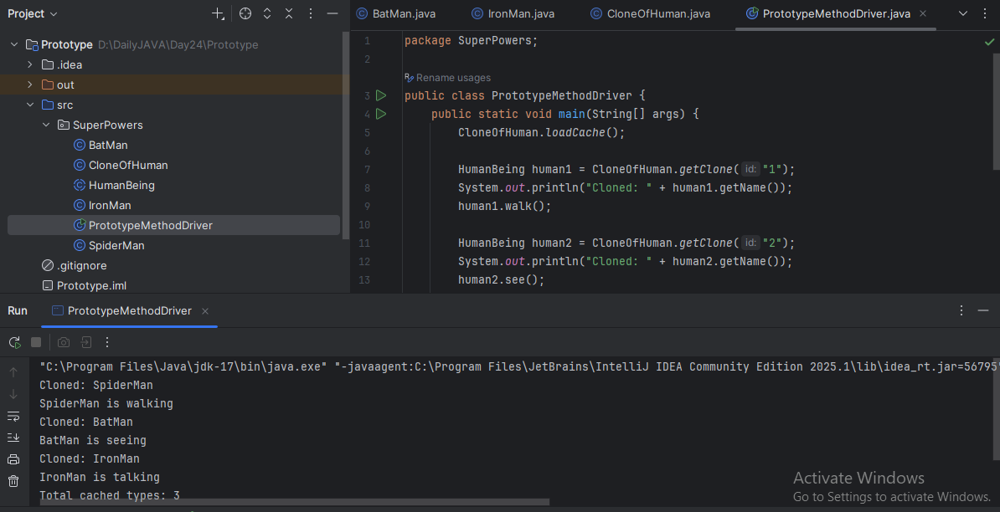 Project
Prototype D:\DailyJAVA\Day24\Prototype
.idea
out
src
SuperPowers
BatMan
CloneOfHuman
HumanBeing
IronMan
PrototypeMethodDriver
SpiderMan
.gitignore
Prototype.iml
BatMan.java IronMan.java CloneOfHuman.java PrototypeMethodDriver.java
1 package SuperPowers;
2
Rename usages
3 public class PrototypeMethodDriver {
4 public static void main(String[] args) {
5 CloneOfHuman.loadCache();
6
7 HumanBeing human1 = CloneOfHuman.getClone( id: "1");
8 System.out.println("Cloned: " + human1.getName());
9 human1.walk();
10
11 HumanBeing human2 = CloneOfHuman.getClone( id: "2");
12 System.out.println("Cloned: " + human2.getName());
13 human2.see();
Run PrototypeMethodDriver
"C:\Program Files\Java\jdk-17\bin\java.exe" "-javaagent:C:\Program Files\JetBrains\IntelliJ IDEA Community Edition 2025.1\lib\idea_rt.jar=56795"
Cloned: SpiderMan
SpiderMan is walking
Cloned: BatMan
BatMan is seeing
Cloned: IronMan
IronMan is talking
Total cached types: 3
Activate Windows
Go to Settings to activate Windows.